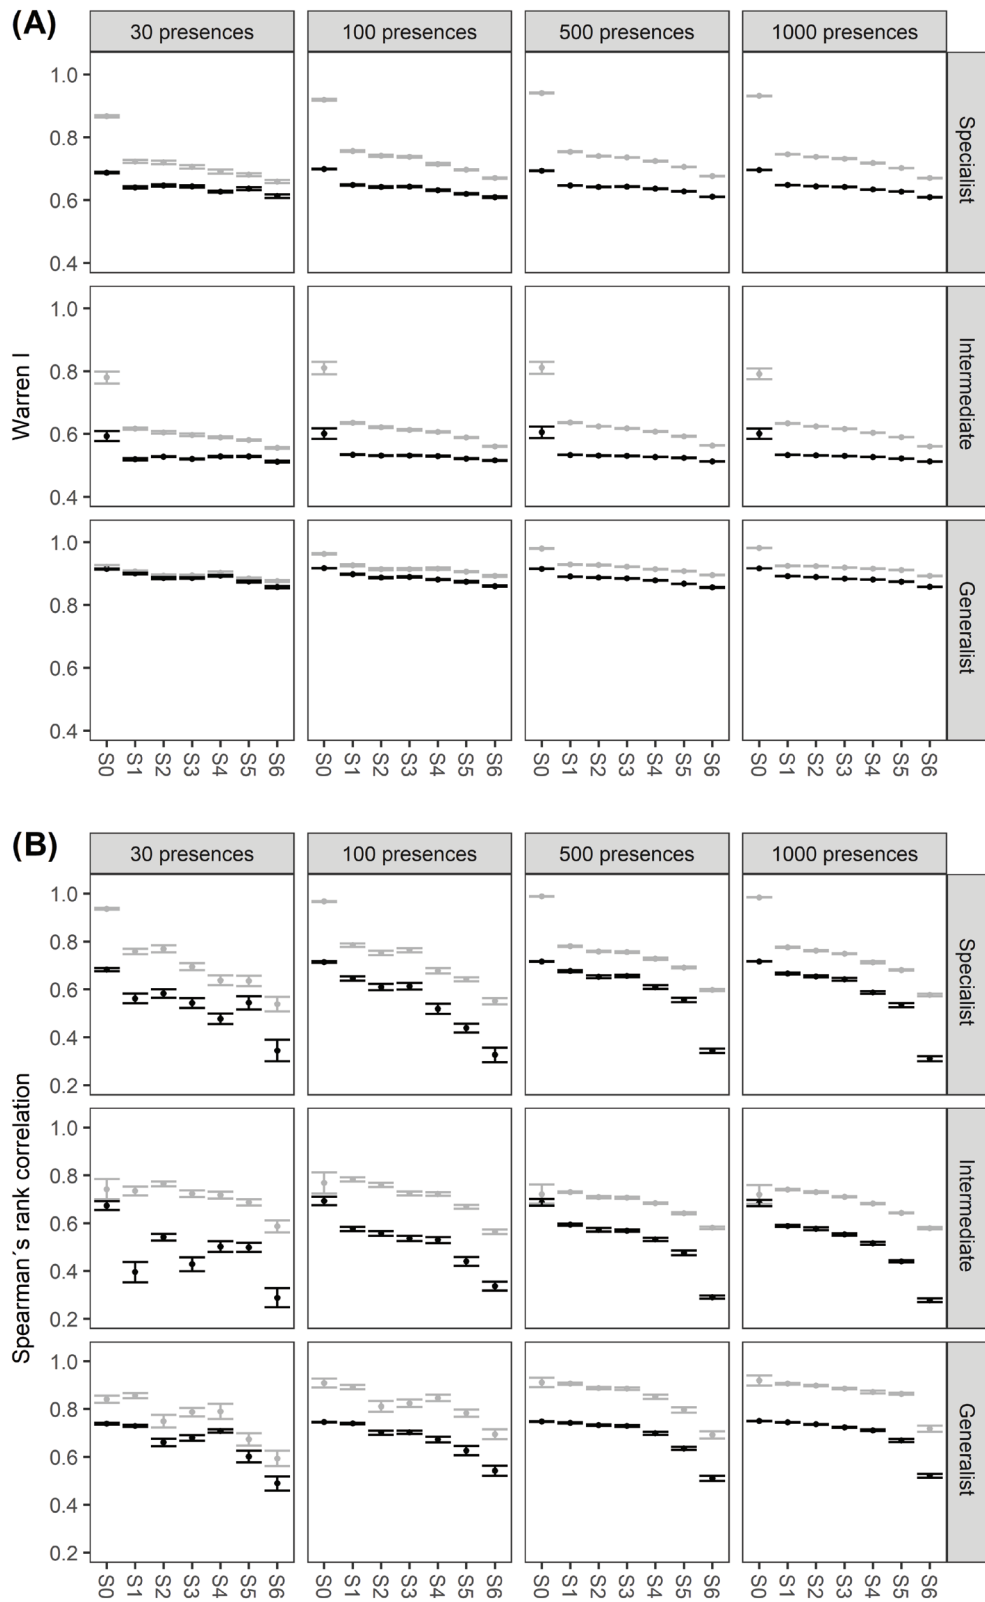 (A)
30 presences 100 presences 500 presences 1000 presences
Warren I
1.0
0.8
0.6
0.4
Specialist
1.0
0.8
0.6
0.4
Intermediate
1.0
0.8
0.6
0.4
Generalist
S0 S1 S2 S3 S4 S5 S6 S0 S1 S2 S3 S4 S5 S6 S0 S1 S2 S3 S4 S5 S6 S0 S1 S2 S3 S4 S5 S6
(B)
30 presences 100 presences 500 presences 1000 presences
Spearman´s rank correlation
1.0
0.8
0.6
0.4
0.2
Specialist
1.0
0.8
0.6
0.4
0.2
Intermediate
1.0
0.8
0.6
0.4
0.2
Generalist
S0 S1 S2 S3 S4 S5 S6 S0 S1 S2 S3 S4 S5 S6 S0 S1 S2 S3 S4 S5 S6 S0 S1 S2 S3 S4 S5 S6